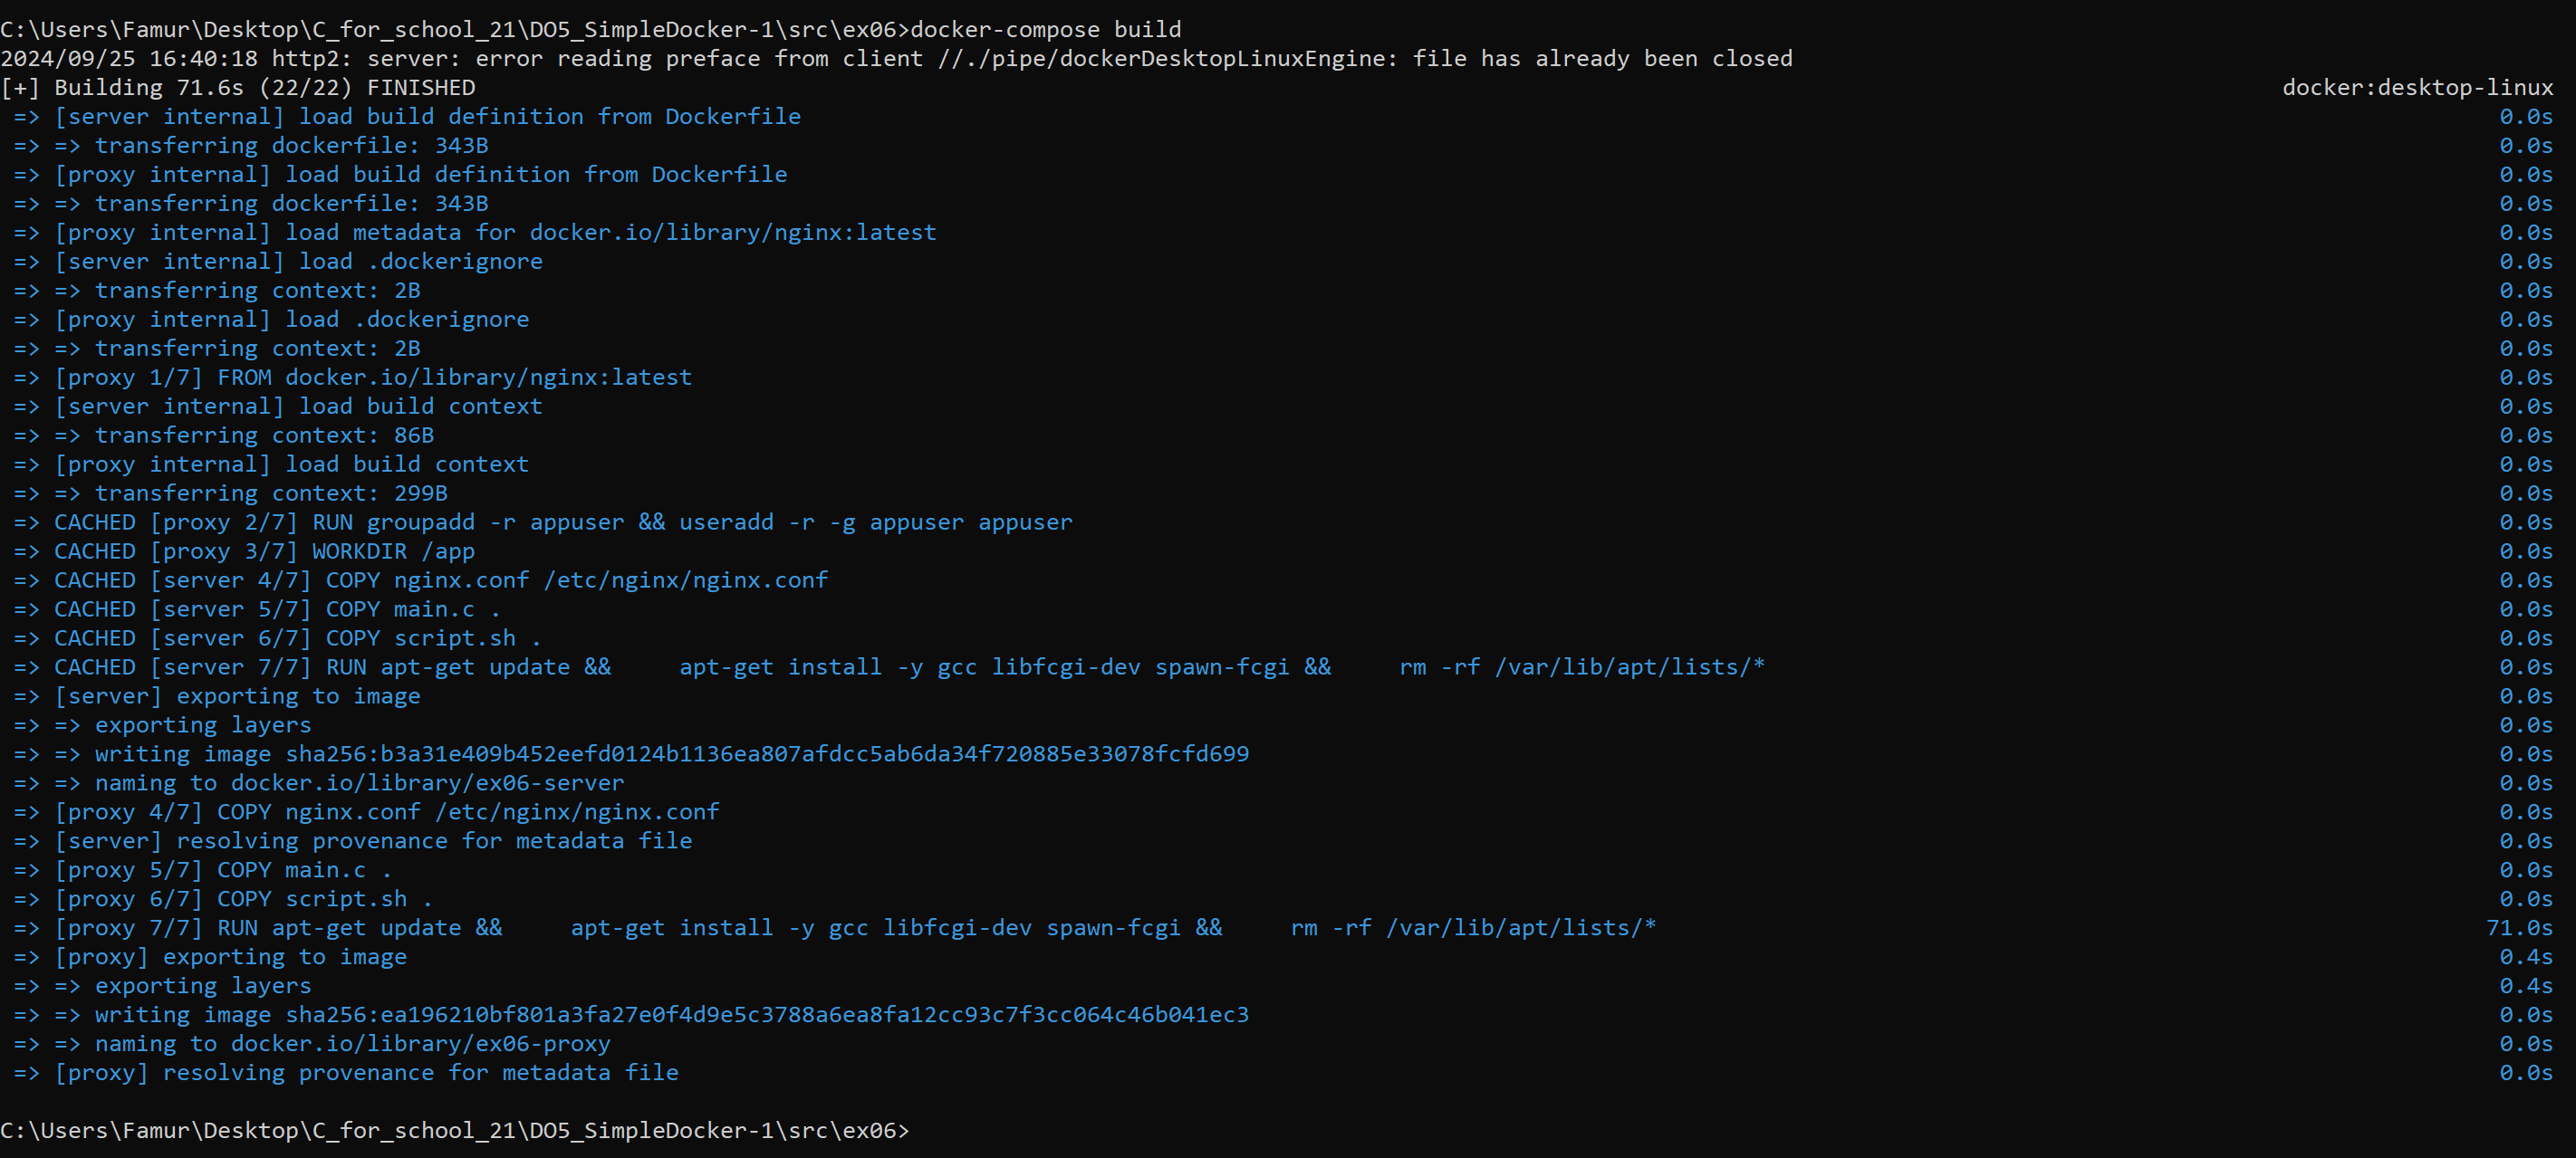 C:\Users\Famur\Desktop\C_for_school_21\DO5_SimpleDocker-1\src\ex06>docker-compose build
2024/09/25 16:40:18 http2: server: error reading preface from client //./pipe/dockerDesktopLinuxEngine: file has already been closed
[+] Building 71.6s (22/22) FINISHED docker:desktop-linux
=> [server internal] load build definition from Dockerfile 0.0s
=> => transferring dockerfile: 343B 0.0s
=> [proxy internal] load build definition from Dockerfile 0.0s
=> => transferring dockerfile: 343B 0.0s
=> [proxy internal] load metadata for docker.io/library/nginx:latest 0.0s
=> [server internal] load .dockerignore 0.0s
=> => transferring context: 2B 0.0s
=> [proxy internal] load .dockerignore 0.0s
=> => transferring context: 2B 0.0s
=> [proxy 1/7] FROM docker.io/library/nginx:latest 0.0s
=> [server internal] load build context 0.0s
=> => transferring context: 86B 0.0s
=> [proxy internal] load build context 0.0s
=> => transferring context: 299B 0.0s
=> CACHED [proxy 2/7] RUN groupadd -r appuser && useradd -r -g appuser appuser 0.0s
=> CACHED [proxy 3/7] WORKDIR /app 0.0s
=> CACHED [server 4/7] COPY nginx.conf /etc/nginx/nginx.conf 0.0s
=> CACHED [server 5/7] COPY main.c . 0.0s
=> CACHED [server 6/7] COPY script.sh . 0.0s
=> CACHED [server 7/7] RUN apt-get update &&     apt-get install -y gcc libfcgi-dev spawn-fcgi &&     rm -rf /var/lib/apt/lists/* 0.0s
=> [server] exporting to image 0.0s
=> => exporting layers 0.0s
=> => writing image sha256:b3a31e409b452eefd0124b1136ea807afdcc5ab6da34f720885e33078fcfd699 0.0s
=> => naming to docker.io/library/ex06-server 0.0s
=> [proxy 4/7] COPY nginx.conf /etc/nginx/nginx.conf 0.0s
=> [server] resolving provenance for metadata file 0.0s
=> [proxy 5/7] COPY main.c . 0.0s
=> [proxy 6/7] COPY script.sh . 0.0s
=> [proxy 7/7] RUN apt-get update &&     apt-get install -y gcc libfcgi-dev spawn-fcgi &&     rm -rf /var/lib/apt/lists/* 71.0s
=> [proxy] exporting to image 0.4s
=> => exporting layers 0.4s
=> => writing image sha256:ea196210bf801a3fa27e0f4d9e5c3788a6ea8fa12cc93c7f3cc064c46b041ec3 0.0s
=> => naming to docker.io/library/ex06-proxy 0.0s
=> [proxy] resolving provenance for metadata file 0.0s
C:\Users\Famur\Desktop\C_for_school_21\DO5_SimpleDocker-1\src\ex06>